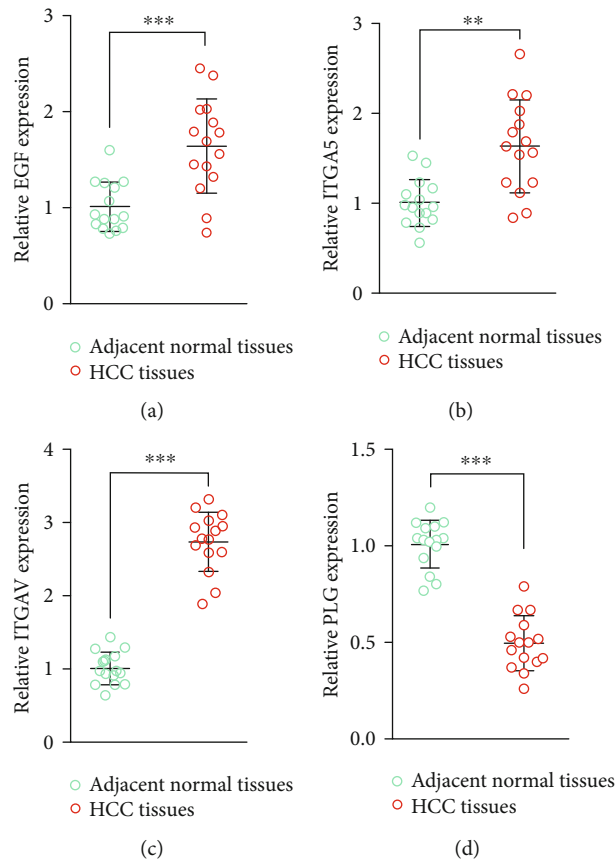 3
***
2
1
0
Relative EGF expression
Adjacent normal tissues
HCC tissues
(a)
3
**
2
1
0
Relative ITGA5 expression
Adjacent normal tissues
HCC tissues
(b)
4
***
3
2
1
0
Relative ITGAV expression
Adjacent normal tissues
HCC tissues
(c)
1.5
***
1.0
0.5
0.0
Relative PLG expression
Adjacent normal tissues
HCC tissues
(d)